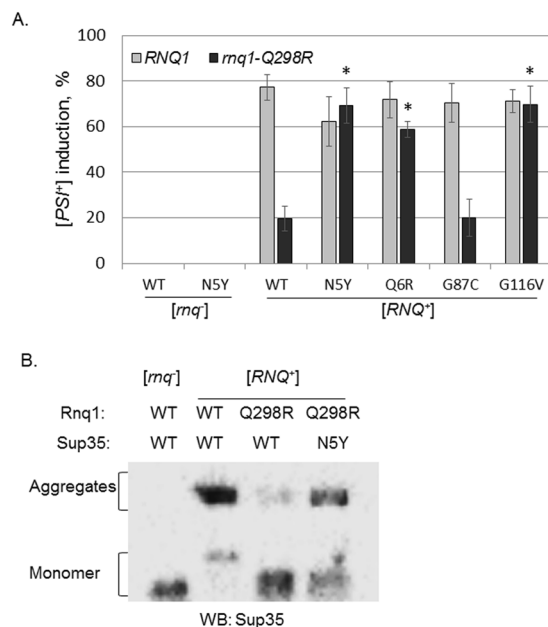 A.
RNQ1 rnq1-Q298R
[PSI+] induction, %
100
80
60
40
20
0
* * *
WT N5Y WT N5Y Q6R G87C G116V
[rnq-] [RNQ+]
B.
[rnq-] [RNQ+]
Rnq1: WT WT Q298R Q298R
Sup35: WT WT WT N5Y
Aggregates
Monomer
WB: Sup35